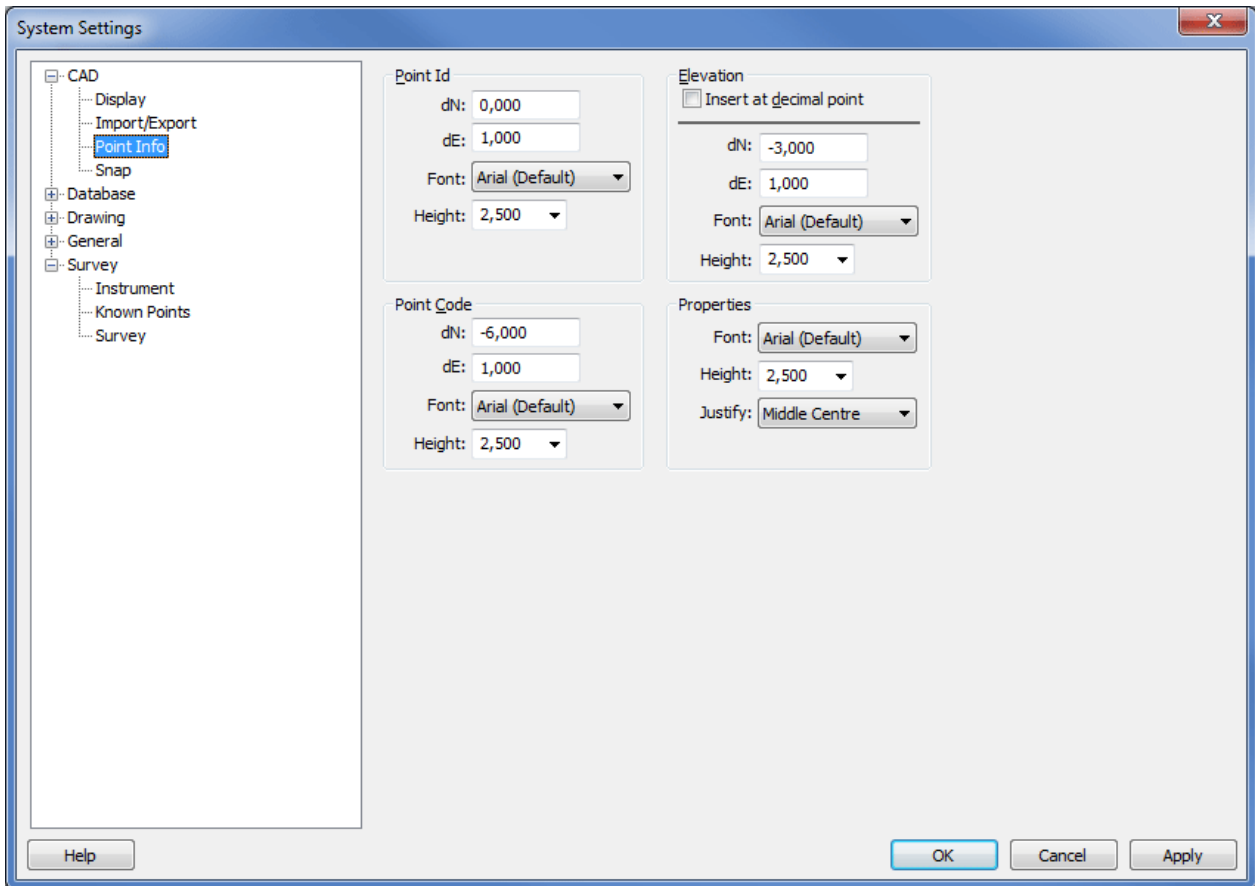 System Settings
CAD
Display
Import/Export
Point Info
Snap
Database
Drawing
General
Survey
Instrument
Known Points
Survey
Point Id
dN: 0,000
dE: 1,000
Font: Arial (Default)
Height: 2,500
Elevation
Insert at decimal point
dN: -3,000
dE: 1,000
Font: Arial (Default)
Height: 2,500
Point Code
dN: -6,000
dE: 1,000
Font: Arial (Default)
Height: 2,500
Properties
Font: Arial (Default)
Height: 2,500
Justify: Middle Centre
Help
OK
Cancel
Apply